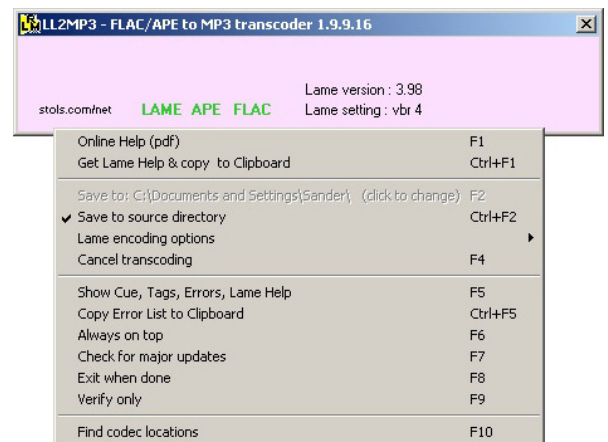 LL2MP3 - FLAC/APE to MP3 transcoder 1.9.9.16
Lame version : 3.98
stols.com/net LAME APE FLAC Lame setting : vbr 4
Online Help (pdf) F1
Get Lame Help & copy to Clipboard Ctrl+F1
Save to: C:\Documents and Settings\Sander\, (click to change) F2
Save to source directory Ctrl+F2
Lame encoding options
Cancel transcoding F4
Show Cue, Tags, Errors, Lame Help F5
Copy Error List to Clipboard Ctrl+F5
Always on top F6
Check for major updates F7
Exit when done F8
Verify only F9
Find codec locations F10